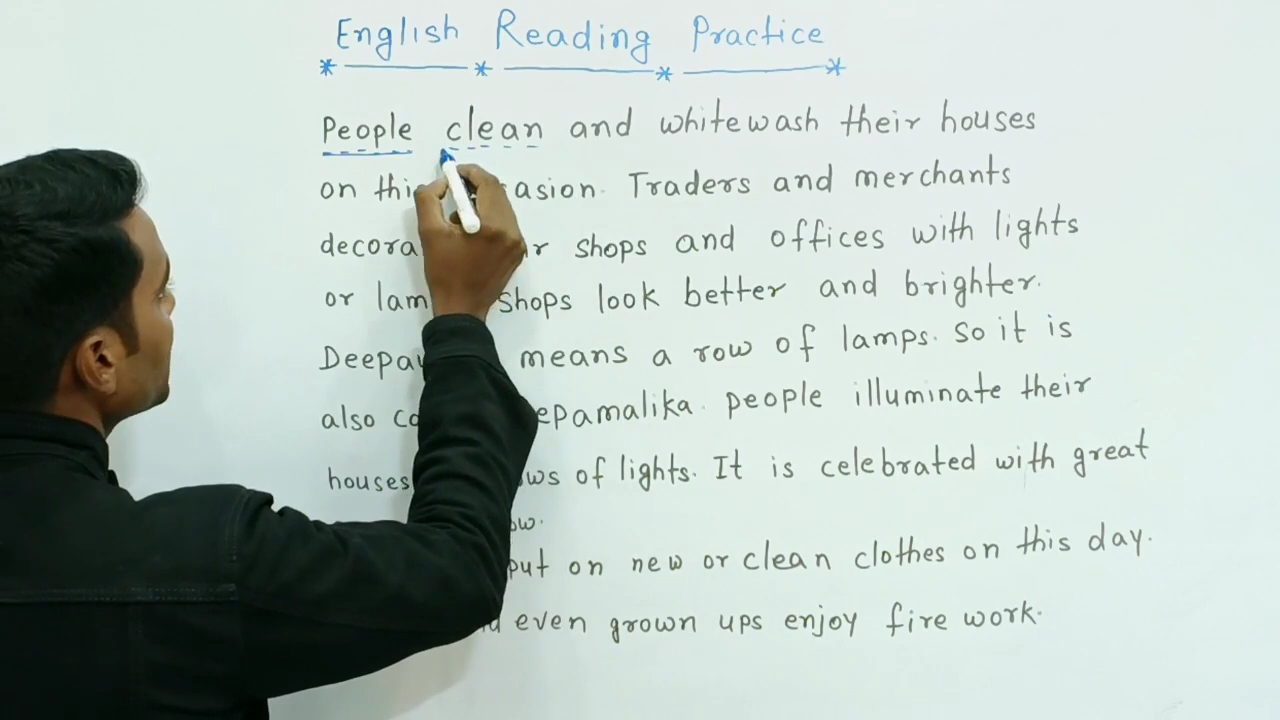 English Reading Practice
People clean and whitewash their houses
on asion. Traders and merchants
decora shops and offices with lights
or lam shops look better and brighter.
Deepav means a row of lamps. So it is
also epamalika. people illuminate their
houses ws of lights. It is celebrated with great
ow.
put on new or clean clothes on this day.
even grown ups enjoy fire work.